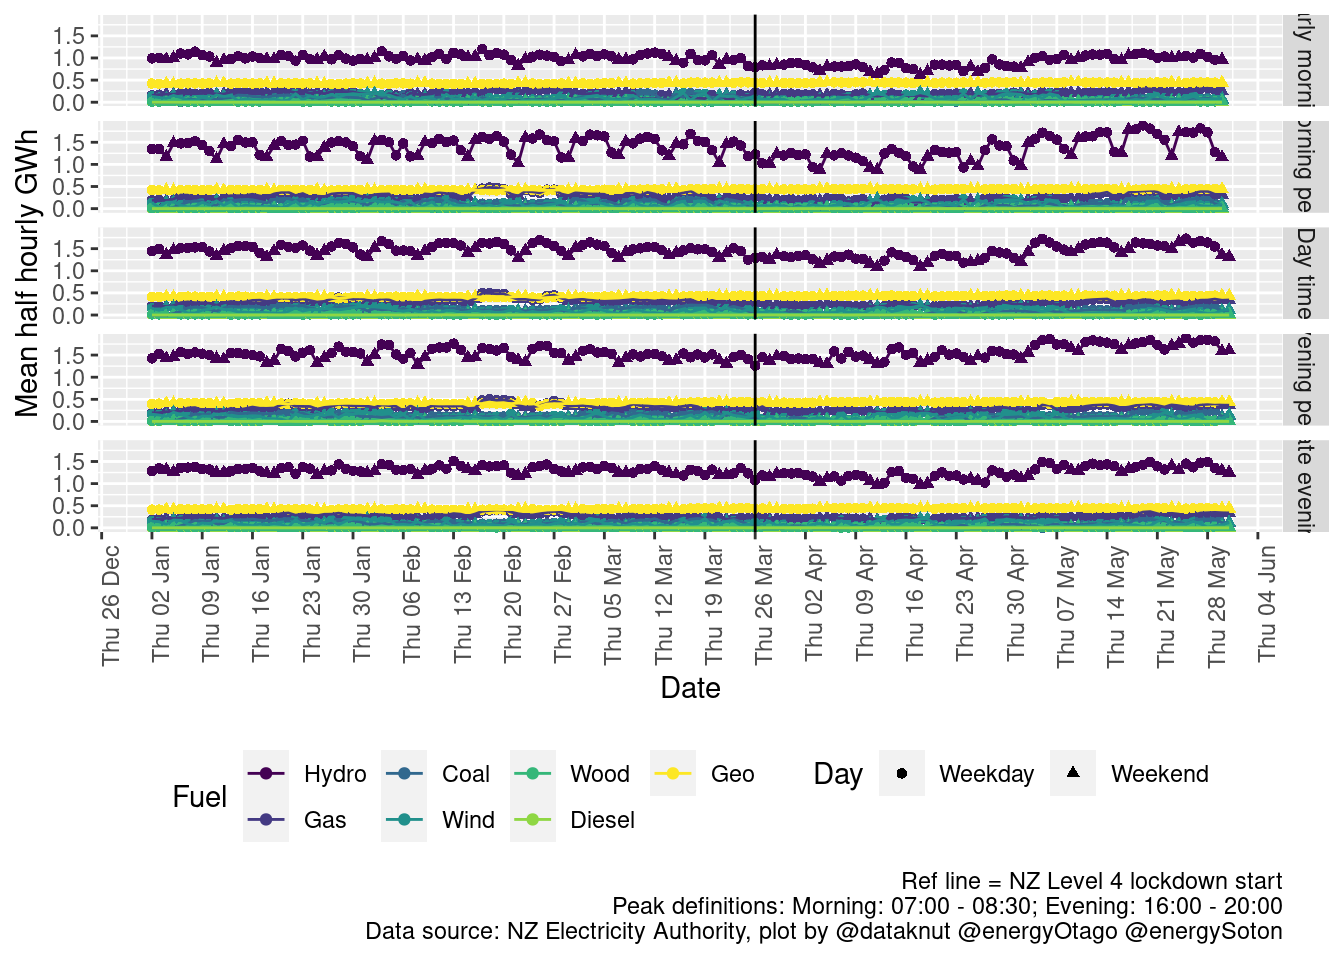 Mean half hourly GWh
1.5
1.0
0.5
0.0
rly morni
1.5
1.0
0.5
0.0
orning pe
1.5
1.0
0.5
0.0
Day time
1.5
1.0
0.5
0.0
vening pe
1.5
1.0
0.5
0.0
ate evenin
Thu 26 Dec
Thu 02 Jan
Thu 09 Jan
Thu 16 Jan
Thu 23 Jan
Thu 30 Jan
Thu 06 Feb
Thu 13 Feb
Thu 20 Feb
Thu 27 Feb
Thu 05 Mar
Thu 12 Mar
Thu 19 Mar
Thu 26 Mar
Thu 02 Apr
Thu 09 Apr
Thu 16 Apr
Thu 23 Apr
Thu 30 Apr
Thu 07 May
Thu 14 May
Thu 21 May
Thu 28 May
Thu 04 Jun
Date
Fuel
Hydro
Coal
Wood
Geo
Gas
Wind
Diesel
Day
Weekday
Weekend
Ref line = NZ Level 4 lockdown start
Peak definitions: Morning: 07:00 - 08:30; Evening: 16:00 - 20:00
Data source: NZ Electricity Authority, plot by @dataknut @energyOtago @energySoton